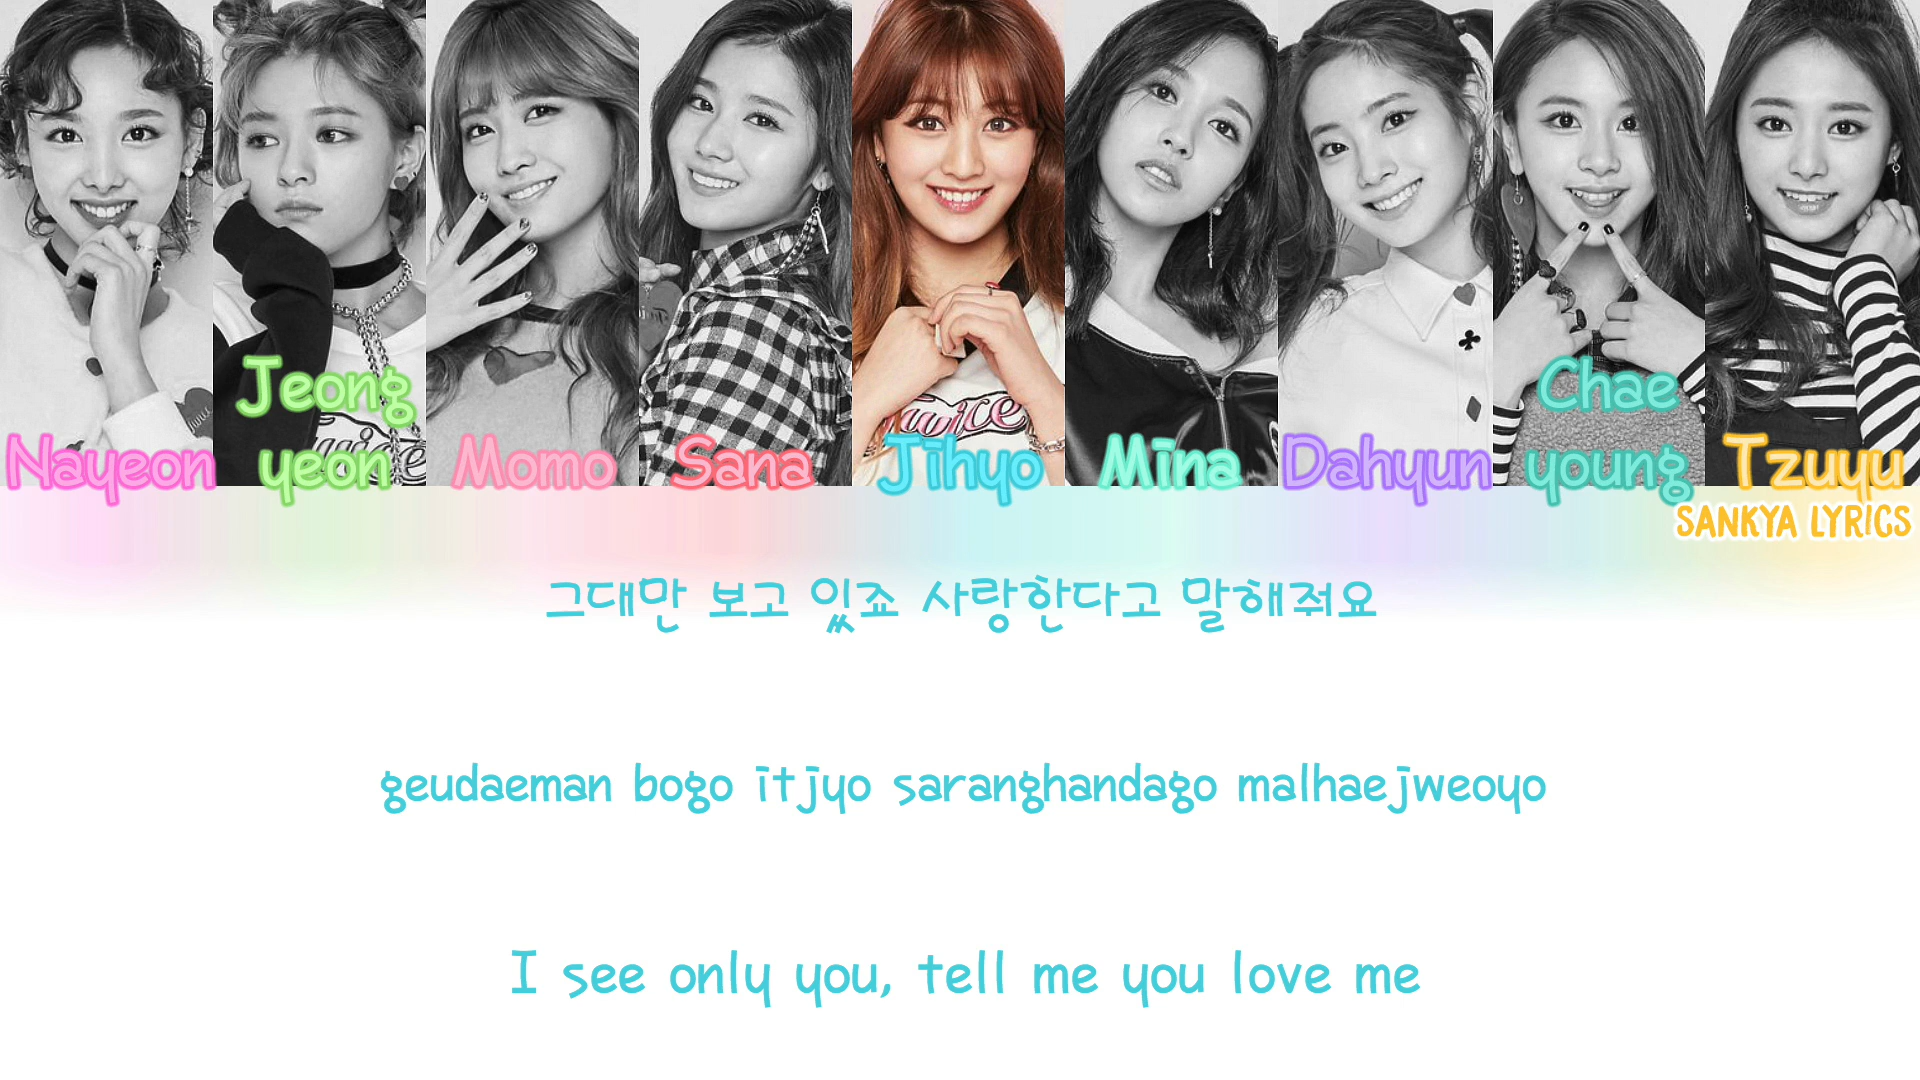 Nayeon
Jeong
yeon
Momo
Sana
Jihyo
Mina
Dahyun
Chae
young
Tzuyu
SANKYA LYRICS
그대만 보고 있죠 사랑한다고 말해줘요
geudaeman bogo itjyo saranghandago malhaejweoyo
I see only you, tell me you love me